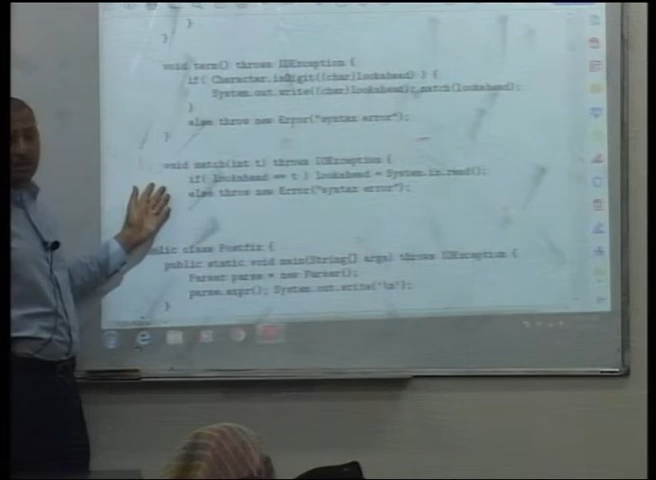 }
}
void term() throws IOException {
if( Character.isDigit((char)lookahead) ) {
System.out.write((char)lookahead); match(lookahead);
}
else throw new Error("syntax error");
}
void match(int t) throws IOException {
if( lookahead == t ) lookahead = System.in.read();
else throw new Error("syntax error");
public class Postfix {
public static void main(String[] args) throws IOException {
Parser parse = new Parser();
parse.expr(); System.out.write('\n');
}